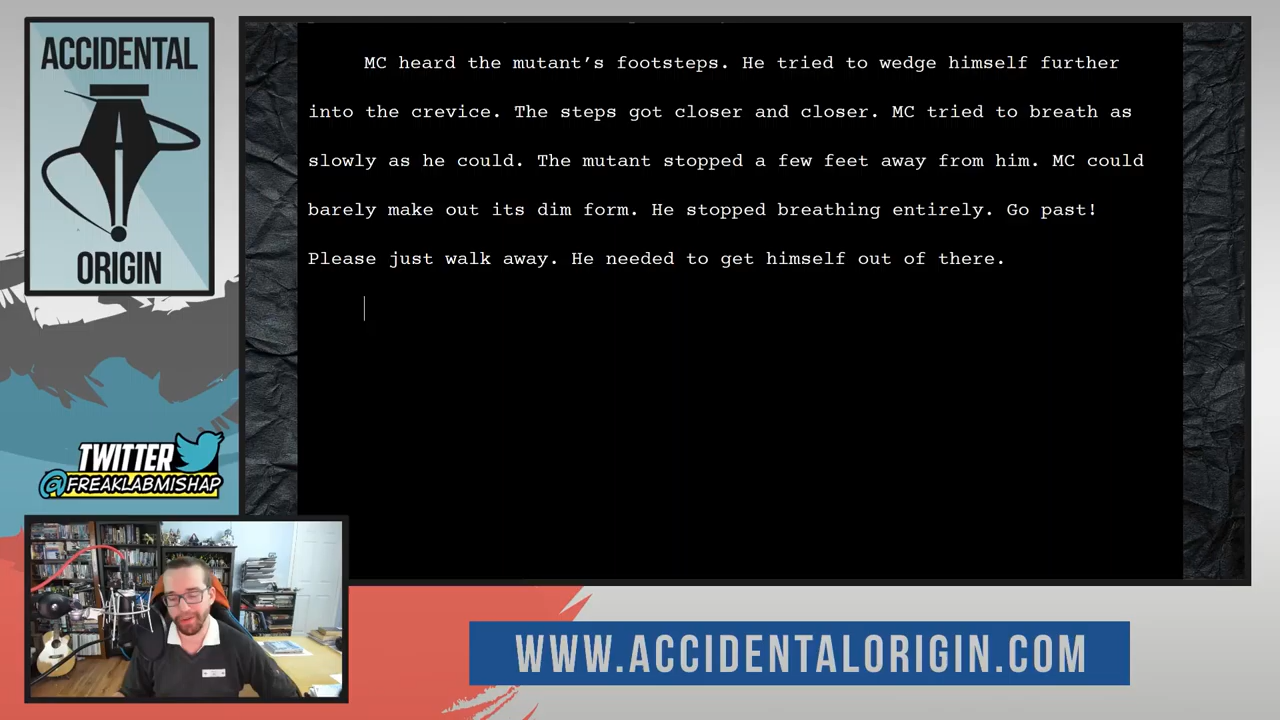 ACCIDENTAL
ORIGIN
MC heard the mutant’s footsteps. He tried to wedge himself further
into the crevice. The steps got closer and closer. MC tried to breath as
slowly as he could. The mutant stopped a few feet away from him. MC could
barely make out its dim form. He stopped breathing entirely. Go past!
Please just walk away. He needed to get himself out of there.
TWITTER
@FREAKLABMISHAP
WWW.ACCIDENTALORIGIN.COM